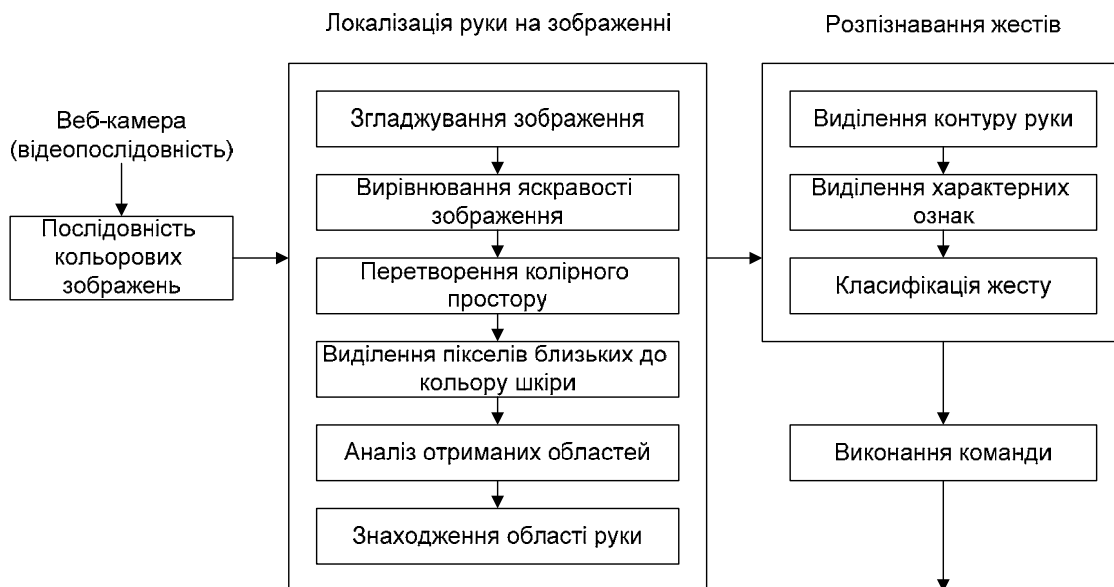 Локалізація руки на зображенні
Розпізнавання жестів
Веб-камера
(відеопослідовність)
Послідовність
кольорових
зображень
Згладжування зображення
Вирівнювання яскравості
зображення
Перетворення колірного
простору
Виділення пікселів близьких до
кольору шкіри
Аналіз отриманих областей
Знаходження області руки
Виділення контуру руки
Виділення характерних
ознак
Класифікація жесту
Виконання команди